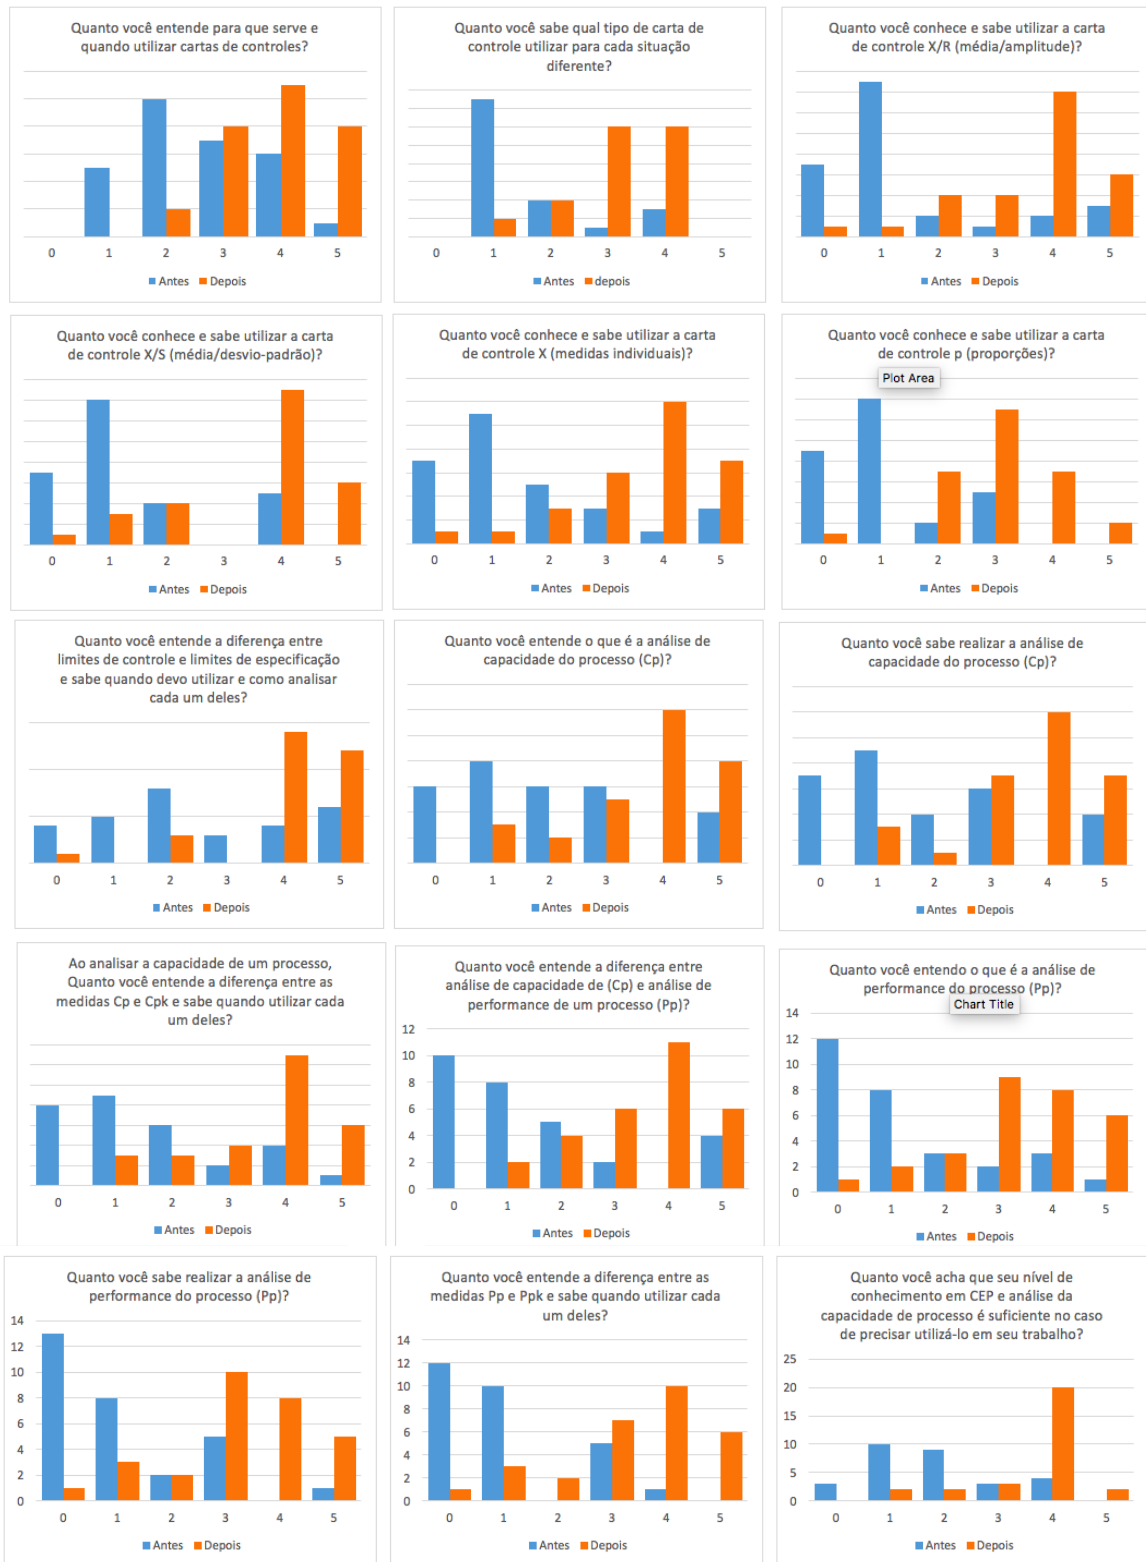 Quanto você entende para que serve e
quando utilizar cartas de controles?
0 1 2 3 4 5
Antes Depois
Quanto você sabe qual tipo de carta de
controle utilizar para cada situação
diferente?
0 1 2 3 4 5
Antes depois
Quanto você conhece e sabe utilizar a carta
de controle X/R (média/amplitude)?
0 1 2 3 4 5
Antes Depois
Quanto você conhece e sabe utilizar a carta
de controle X/S (média/desvio-padrão)?
0 1 2 3 4 5
Antes Depois
Quanto você conhece e sabe utilizar a carta
de controle X (medidas individuais)?
0 1 2 3 4 5
Antes Depois
Quanto você conhece e sabe utilizar a carta
de controle p (proporções)?
Plot Area
0 1 2 3 4 5
Antes Depois
Quanto você entende a diferença entre
limites de controle e limites de especificação
e sabe quando devo utilizar e como analisar
cada um deles?
0 1 2 3 4 5
Antes Depois
Quanto você entende o que é a análise de
capacidade do processo (Cp)?
0 1 2 3 4 5
Antes Depois
Quanto você sabe realizar a análise de
capacidade do processo (Cp)?
0 1 2 3 4 5
Antes Depois
Ao analisar a capacidade de um processo,
Quanto você entende a diferença entre as
medidas Cp e Cpk e sabe quando utilizar cada
um deles?
0 1 2 3 4 5
Antes Depois
Quanto você entende a diferença entre
análise de capacidade de (Cp) e análise de
performance de um processo (Pp)?
12
10
8
6
4
2
0
0 1 2 3 4 5
Antes Depois
Quanto você entendo o que é a análise de
performance do processo (Pp)?
Chart Title
14
12
10
8
6
4
2
0
0 1 2 3 4 5
Antes Depois
Quanto você sabe realizar a análise de
performance do processo (Pp)?
14
12
10
8
6
4
2
0
0 1 2 3 4 5
Antes Depois
Quanto você entende a diferença entre as
medidas Pp e Ppk e sabe quando utilizar cada
um deles?
14
12
10
8
6
4
2
0
0 1 2 3 4 5
Antes Depois
Quanto você acha que seu nível de
conhecimento em CEP e análise da
capacidade de processo é suficiente no caso
de precisar utilizá-lo em seu trabalho?
25
20
15
10
5
0
0 1 2 3 4 5
Antes Depois